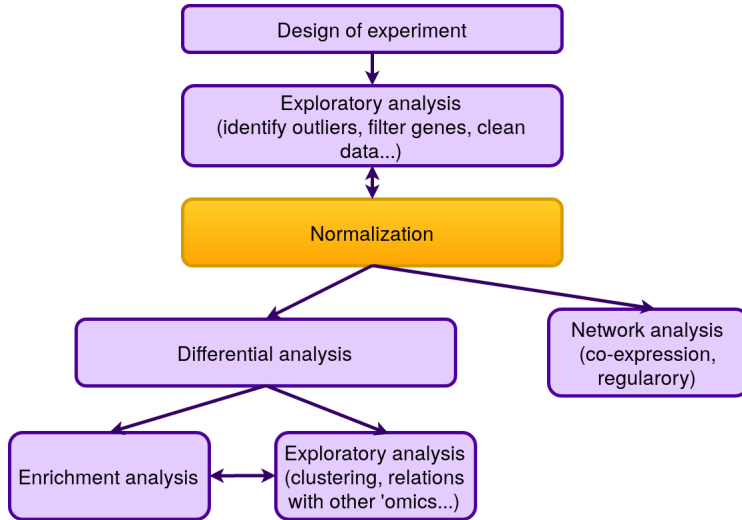 Design of experiment
Exploratory analysis
(identify outliers, filter genes, clean
data...)
Normalization
Differential analysis
Network analysis
(co-expression,
regularory)
Enrichment analysis
Exploratory analysis
(clustering, relations
with other 'omics...)